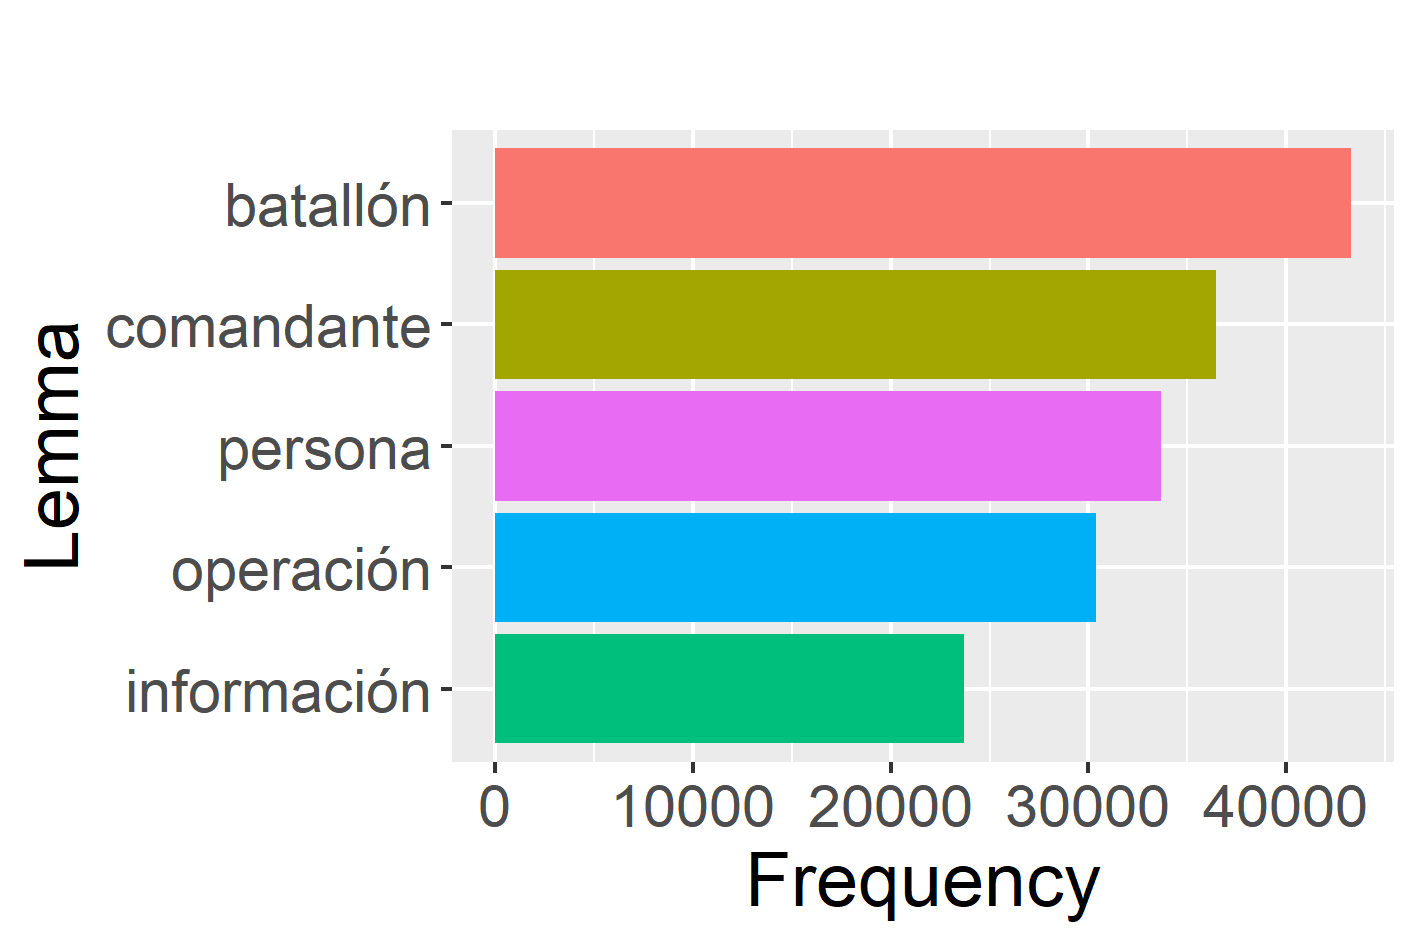 Lemma
batallón
comandante
persona
operación
información
0 10000 20000 30000 40000
Frequency